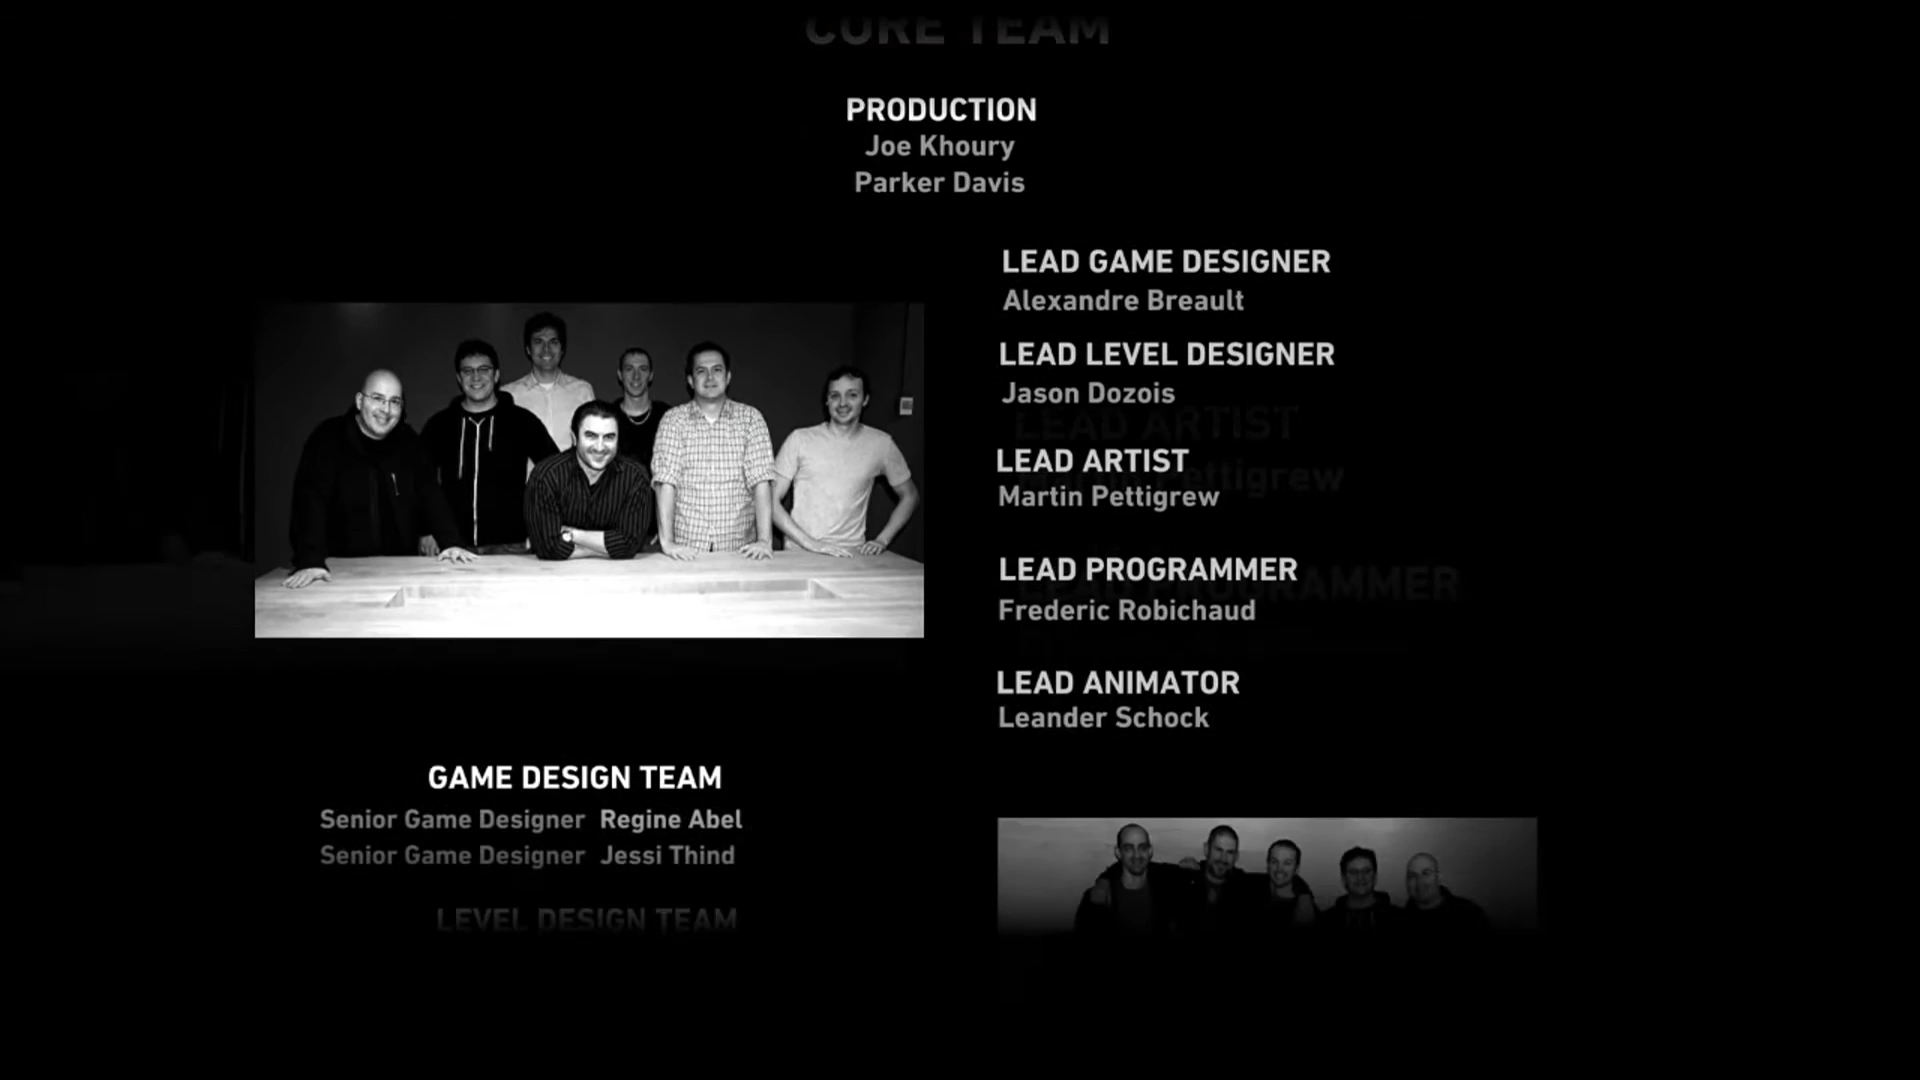 CORE TEAM
PRODUCTION
Joe Khoury
Parker Davis
LEAD GAME DESIGNER
Alexandre Breault
LEAD LEVEL DESIGNER
Jason Dozois
LEAD ARTIST
Martin Pettigrew
LEAD PROGRAMMER
Frederic Robichaud
LEAD ANIMATOR
Leander Schock
GAME DESIGN TEAM
Senior Game Designer Regine Abel
Senior Game Designer Jessi Thind
LEVEL DESIGN TEAM